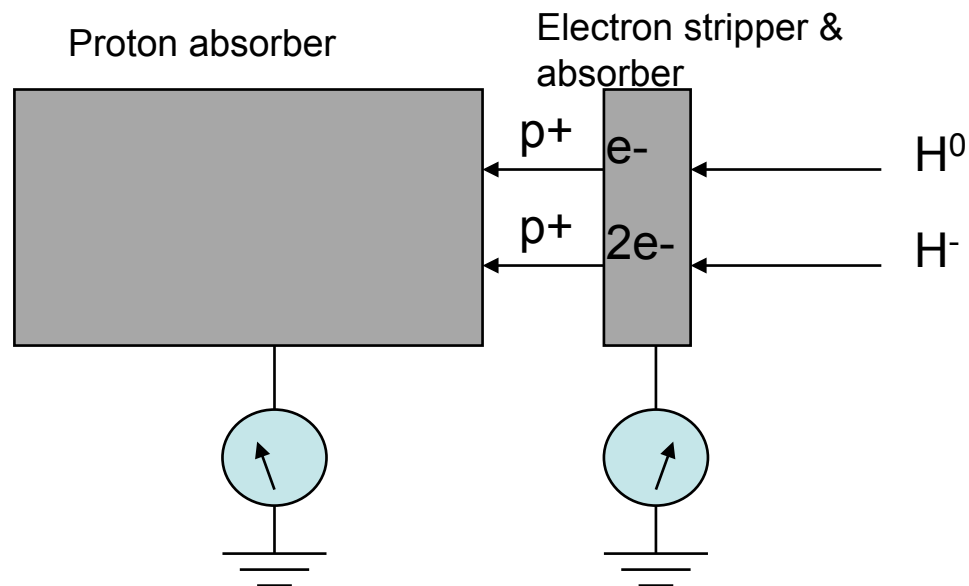 Proton absorber
Electron stripper &
absorber
p+
e-
H⁰
p+
2e-
H⁻